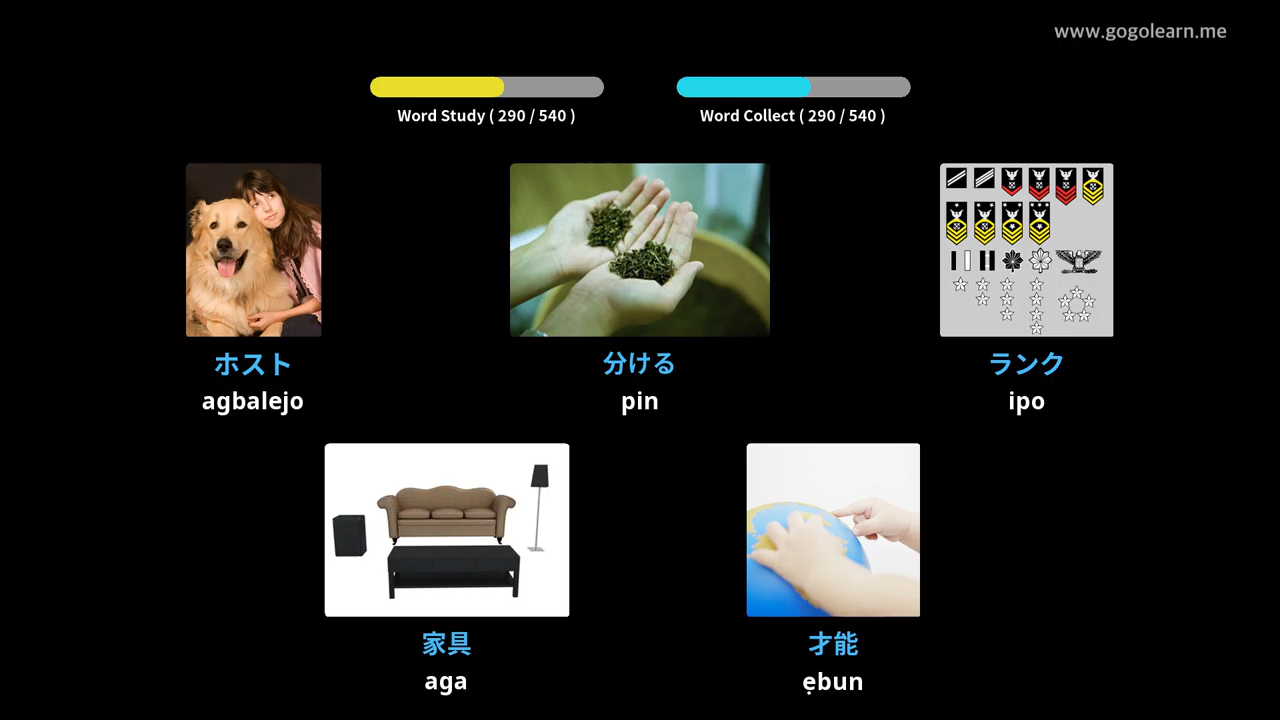 www.gogolearn.me
Word Study ( 290 / 540 )
Word Collect ( 290 / 540 )
ホスト
agbalejo
分ける
pin
ランク
ipo
家具
aga
才能
ẹbun